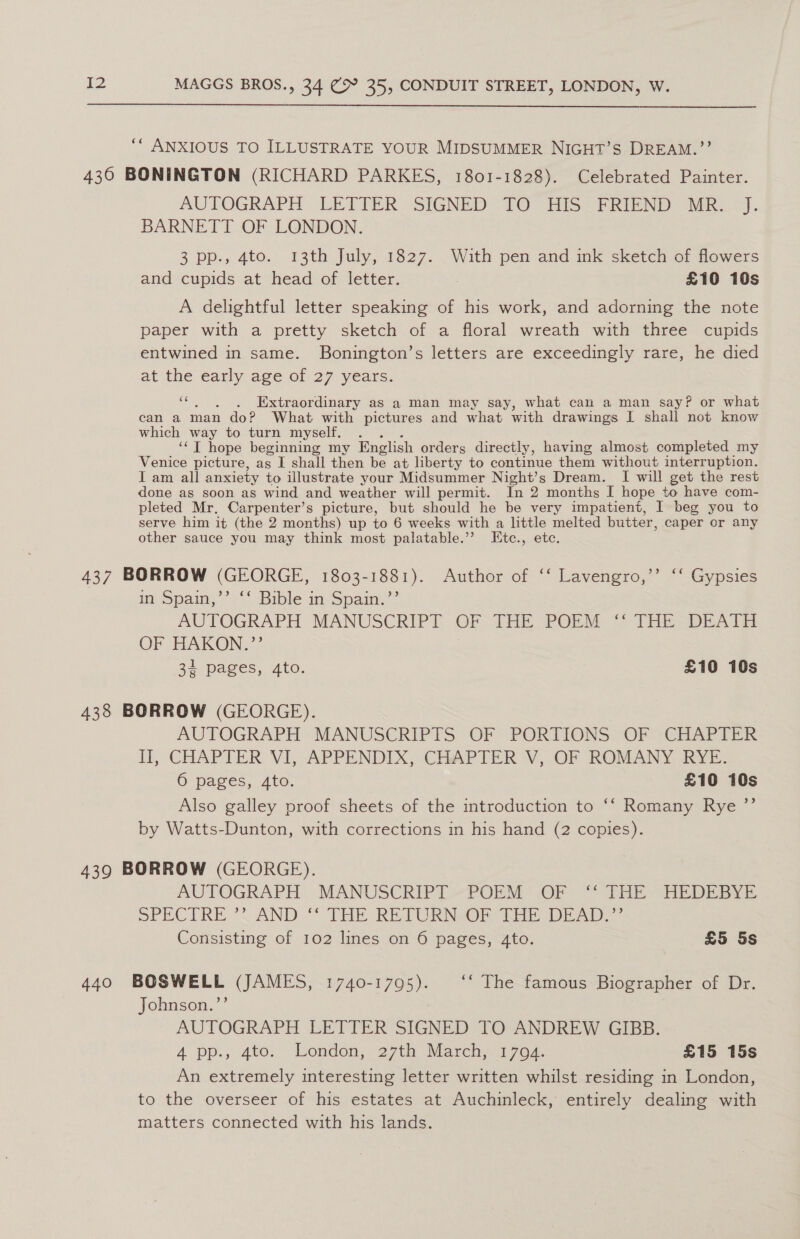 12 MAGGS BROS., 34 & 35, CONDUIT STREET, LONDON, W.
‘‘ ANXIOUS TO ILLUSTRATE YOUR MIDSUMMER NIGHT’S DREAM.’’
436 BONINGTON (RICHARD PARKES, 1801-1828). Celebrated Painter.
AUTOGRAPH LETTER SIGNED TO HIS FRIEND MR. J.
BARNETT OF LONDON.
3 pp., 4to. 13th July, 1827. With pen and ink sketch of flowers
and cupids at head of letter. £10 10s
A delightful letter speaking of his work, and adorning the note
paper with a pretty sketch of a floral wreath with three cupids
entwined in same. Bonington’s letters are exceedingly rare, he died
at the early age of 27 years.
‘‘. . . Extraordinary as a man may say, what can a man say? or what
can a man do? What with pictures and what with drawings I shall not know
which way to turn myself. . . .
‘‘I hope beginning my English orders directly, having almost completed my
Venice picture, as I shall then be at liberty to continue them without interruption.
I am all anxiety to illustrate your Midsummer Night’s Dream. I will get the rest
done as soon as wind and weather will permit. In 2 months I hope to have com-
pleted Mr. Carpenter’s picture, but should he be very impatient, I beg you to
serve him it (the 2 months) up to 6 weeks with a little melted butter, caper or any
other sauce you may think most palatable.’’ Etc., etc.
437 BORROW (GEORGE, 1803-1881). Author of ‘‘ Lavengro,’’ ‘‘ Gypsies
in Spain,’’ ‘‘ Bible in Spain.’’
AUTOGRAPH MANUSCRIPT OF THE POEM ‘‘ THE DEATH
OF HAKON.’’
3½ pages, 4to. £10 10s
438 BORROW (GEORGE).
AUTOGRAPH MANUSCRIPTS OF PORTIONS OF CHAPTER
II, CHAPTER VI, APPENDIX, CHAPTER V, OF ROMANY RYE.
6 pages, 4to. £10 10s
Also galley proof sheets of the introduction to ‘‘ Romany Rye ’’
by Watts-Dunton, with corrections in his hand (2 copies).
439 BORROW (GEORGE).
AUTOGRAPH MANUSCRIPT POEM OF ‘‘ THE HEDEBYE
SPECTRE ’’ AND ‘‘ THE RETURN OF THE DEAD.’’
Consisting of 102 lines on 6 pages, 4to. £5 5s
440 BOSWELL (JAMES, 1740-1795). ‘‘ The famous Biographer of Dr.
Johnson.’’
AUTOGRAPH LETTER SIGNED TO ANDREW GIBB.
4 pp., 4to. London, 27th March, 1794. £15 15s
An extremely interesting letter written whilst residing in London,
to the overseer of his estates at Auchinleck, entirely dealing with
matters connected with his lands.